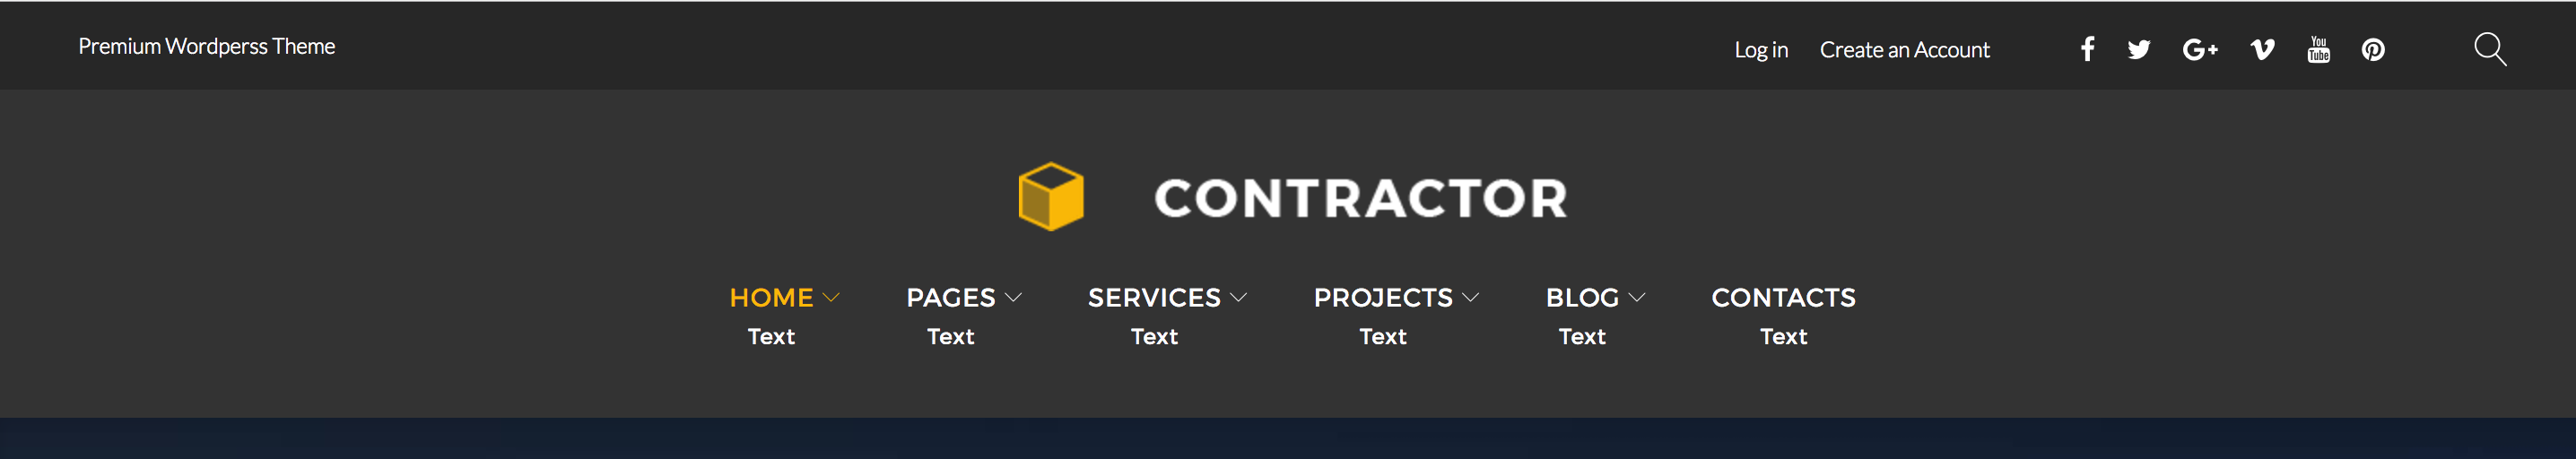 Premium Wordperss Theme
Log in Create an Account You Tube
CONTRACTOR
HOME PAGES SERVICES PROJECTS BLOG CONTACTS
Text Text Text Text Text Text